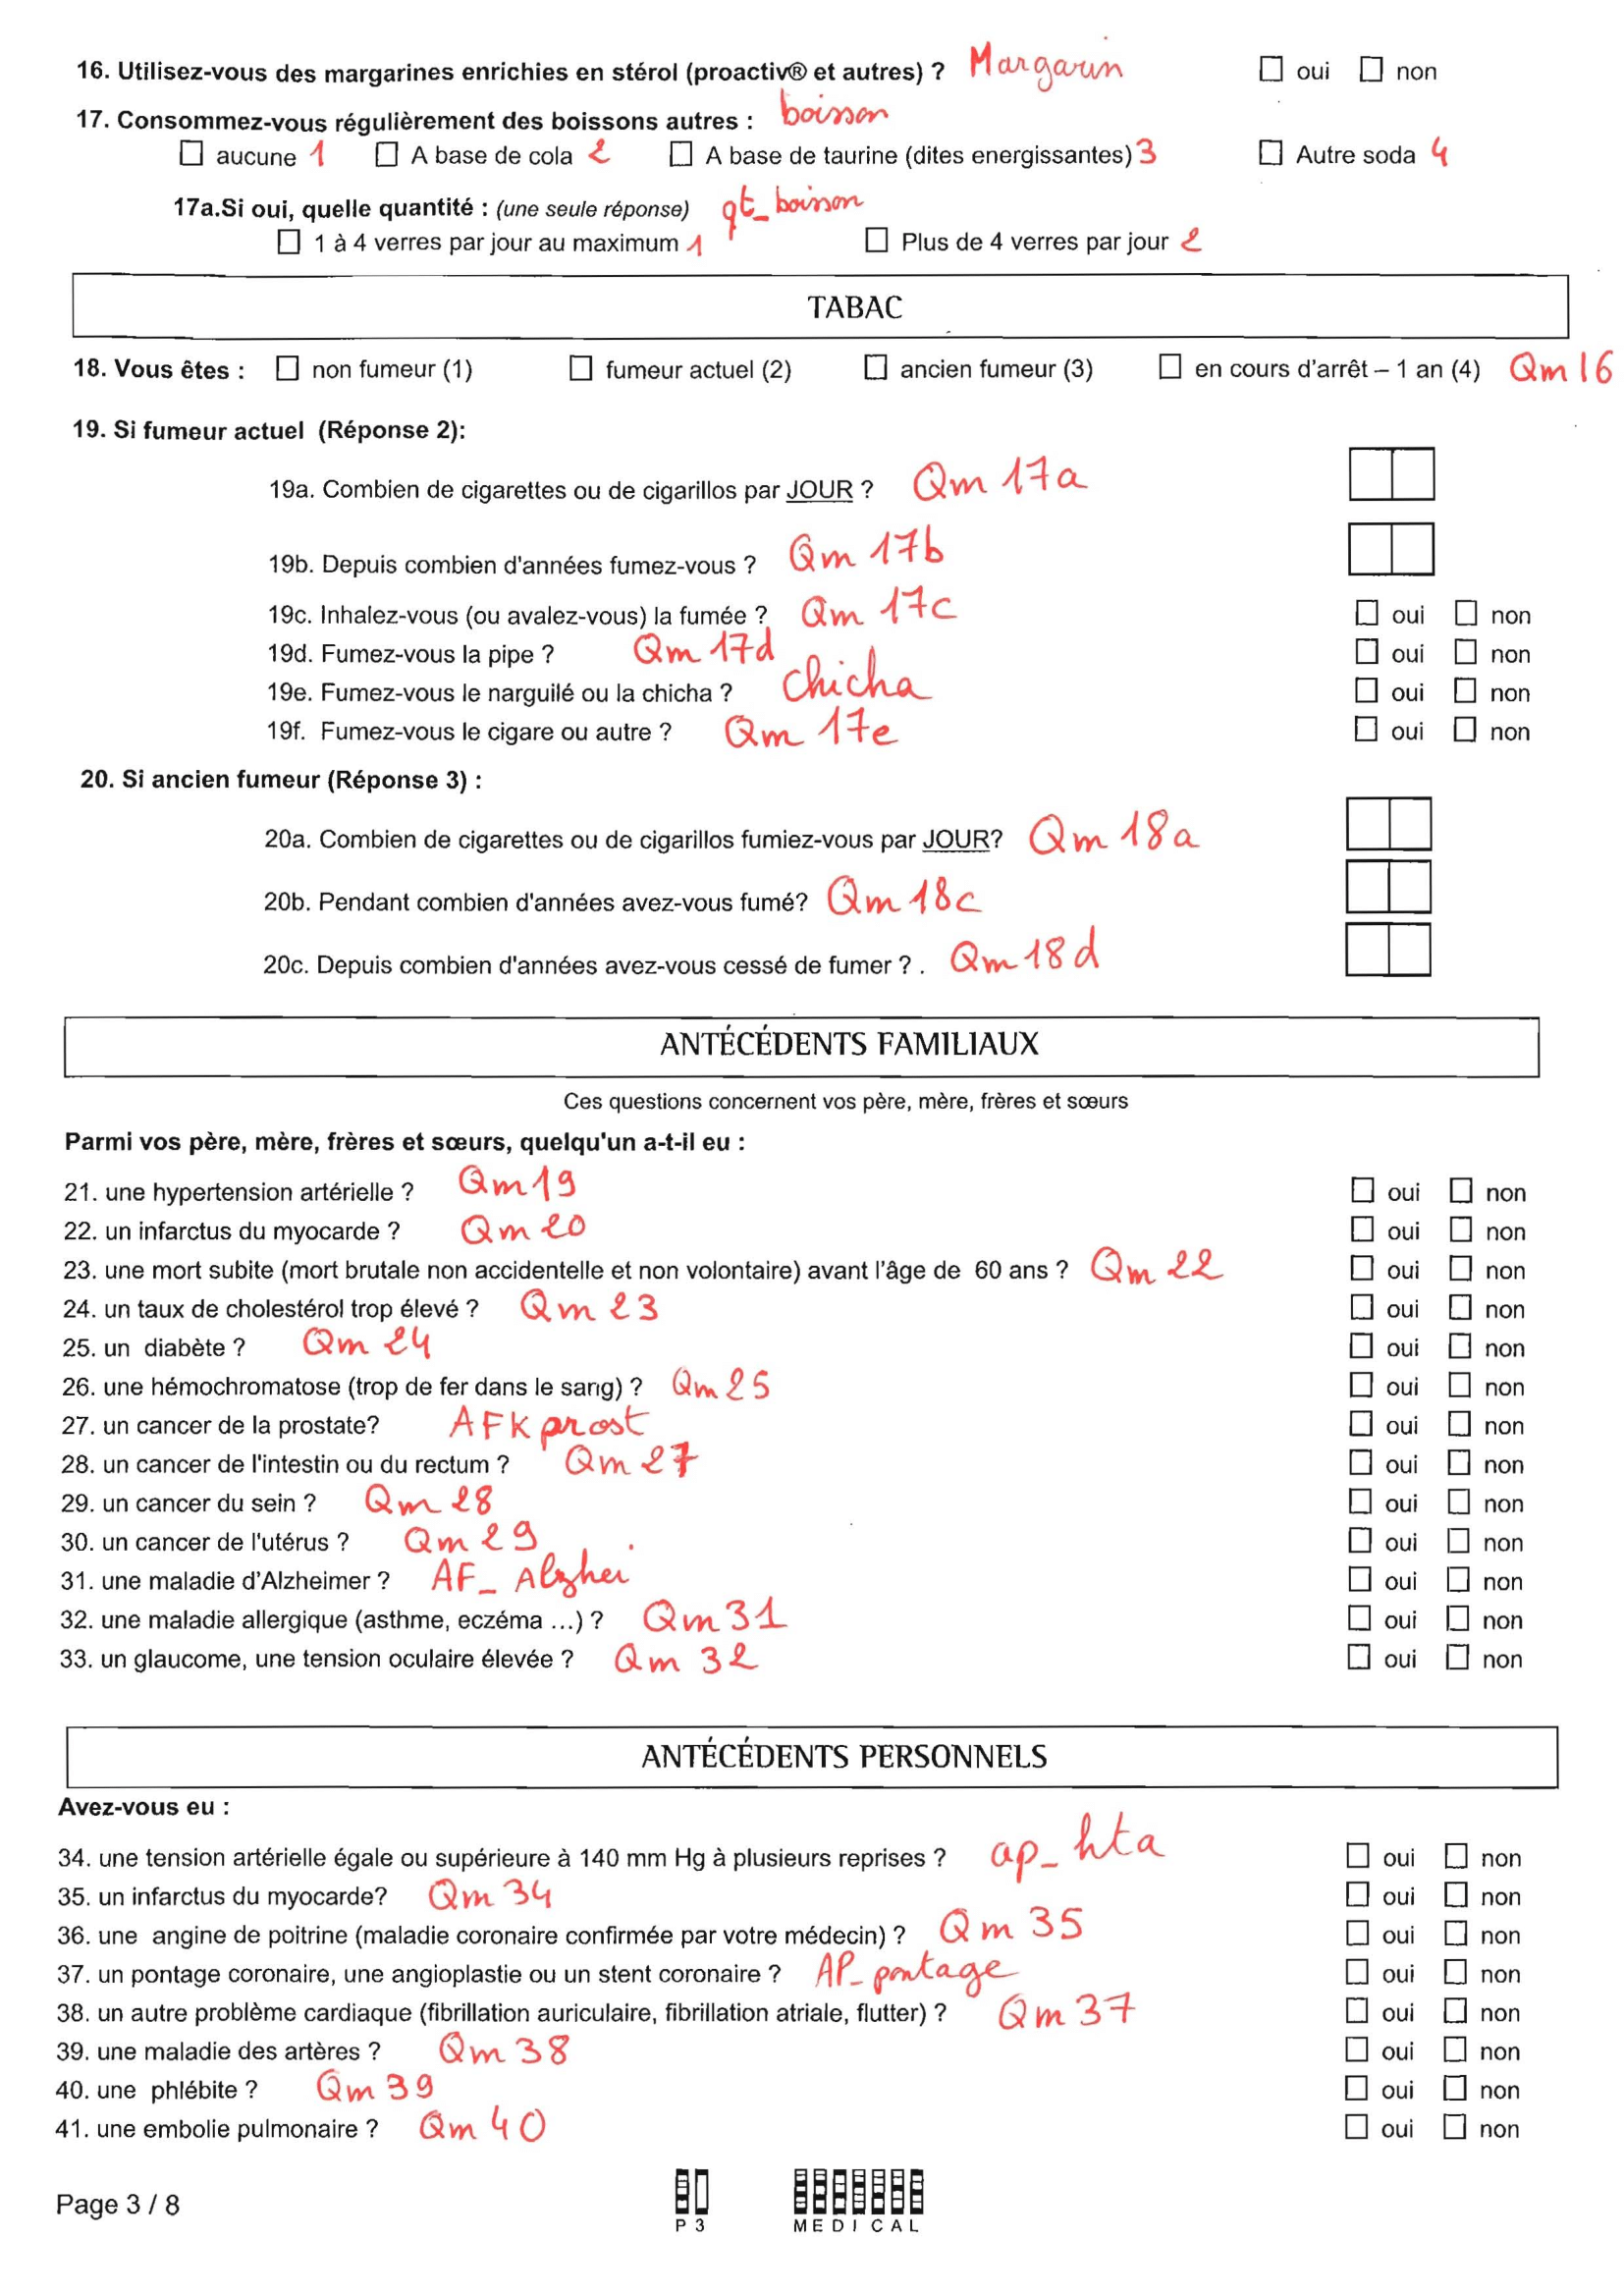 16. Utilisez-vous des margarines enrichies en stérol (proactiv® et autres) ? Margarin oui non
17. Consommez-vous régulièrement des boissons autres : boisson
aucune 1 A base de cola 2 A base de taurine (dites energissantes) 3 Autre soda 4
17a.Si oui, quelle quantité : (une seule réponse) qt_boisson
1 à 4 verres par jour au maximum 1 Plus de 4 verres par jour 2
TABAC
18. Vous êtes : non fumeur (1) fumeur actuel (2) ancien fumeur (3) en cours d'arrêt – 1 an (4) Qm 16
19. Si fumeur actuel (Réponse 2):
19a. Combien de cigarettes ou de cigarillos par JOUR ? Qm 17a
19b. Depuis combien d'années fumez-vous ? Qm 17b
19c. Inhalez-vous (ou avalez-vous) la fumée ? Qm 17c oui non
19d. Fumez-vous la pipe ? Qm 17d oui non
19e. Fumez-vous le narguilé ou la chicha ? Chicha oui non
19f. Fumez-vous le cigare ou autre ? Qm 17e oui non
20. Si ancien fumeur (Réponse 3) :
20a. Combien de cigarettes ou de cigarillos fumiez-vous par JOUR? Qm 18a
20b. Pendant combien d'années avez-vous fumé? Qm 18c
20c. Depuis combien d'années avez-vous cessé de fumer ? . Qm 18d
ANTÉCÉDENTS FAMILIAUX
Ces questions concernent vos père, mère, frères et sœurs
Parmi vos père, mère, frères et sœurs, quelqu'un a-t-il eu :
21. une hypertension artérielle ? Qm 19 oui non
22. un infarctus du myocarde ? Qm 20 oui non
23. une mort subite (mort brutale non accidentelle et non volontaire) avant l'âge de 60 ans ? Qm 22 oui non
24. un taux de cholestérol trop élevé ? Qm 23 oui non
25. un diabète ? Qm 24 oui non
26. une hémochromatose (trop de fer dans le sang) ? Qm 25 oui non
27. un cancer de la prostate? AFK prost oui non
28. un cancer de l'intestin ou du rectum ? Qm 27 oui non
29. un cancer du sein ? Qm 28 oui non
30. un cancer de l'utérus ? Qm 29 oui non
31. une maladie d'Alzheimer ? AF_ Alzhei oui non
32. une maladie allergique (asthme, eczéma ...) ? Qm 31 oui non
33. un glaucome, une tension oculaire élevée ? Qm 32 oui non
ANTÉCÉDENTS PERSONNELS
Avez-vous eu :
34. une tension artérielle égale ou supérieure à 140 mm Hg à plusieurs reprises ? ap_hta oui non
35. un infarctus du myocarde? Qm 34 oui non
36. une angine de poitrine (maladie coronaire confirmée par votre médecin) ? Qm 35 oui non
37. un pontage coronaire, une angioplastie ou un stent coronaire ? AP_pontage oui non
38. un autre problème cardiaque (fibrillation auriculaire, fibrillation atriale, flutter) ? Qm 37 oui non
39. une maladie des artères ? Qm 38 oui non
40. une phlébite ? Qm 39 oui non
41. une embolie pulmonaire ? Qm 40 oui non
Page 3 / 8
P 3 MEDICAL